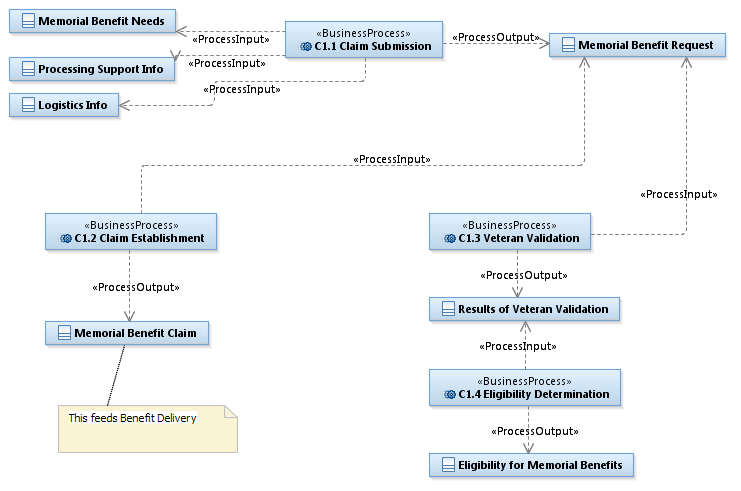 Memorial Benefit Needs
«ProcessInput»
«BusinessProcess»
C1.1 Claim Submission
«ProcessOutput»
Memorial Benefit Request
Processing Support Info
«ProcessInput»
Logistics Info
«ProcessInput»
«ProcessInput»
«ProcessInput»
«BusinessProcess»
C1.2 Claim Establishment
«BusinessProcess»
C1.3 Veteran Validation
«ProcessOutput»
«ProcessOutput»
Memorial Benefit Claim
Results of Veteran Validation
«ProcessInput»
«BusinessProcess»
C1.4 Eligibility Determination
This feeds Benefit Delivery
«ProcessOutput»
Eligibility for Memorial Benefits